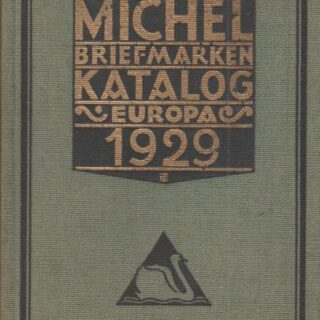 MICHEL
BRIEFMARKEN
KATALOG
EUROPA
1929